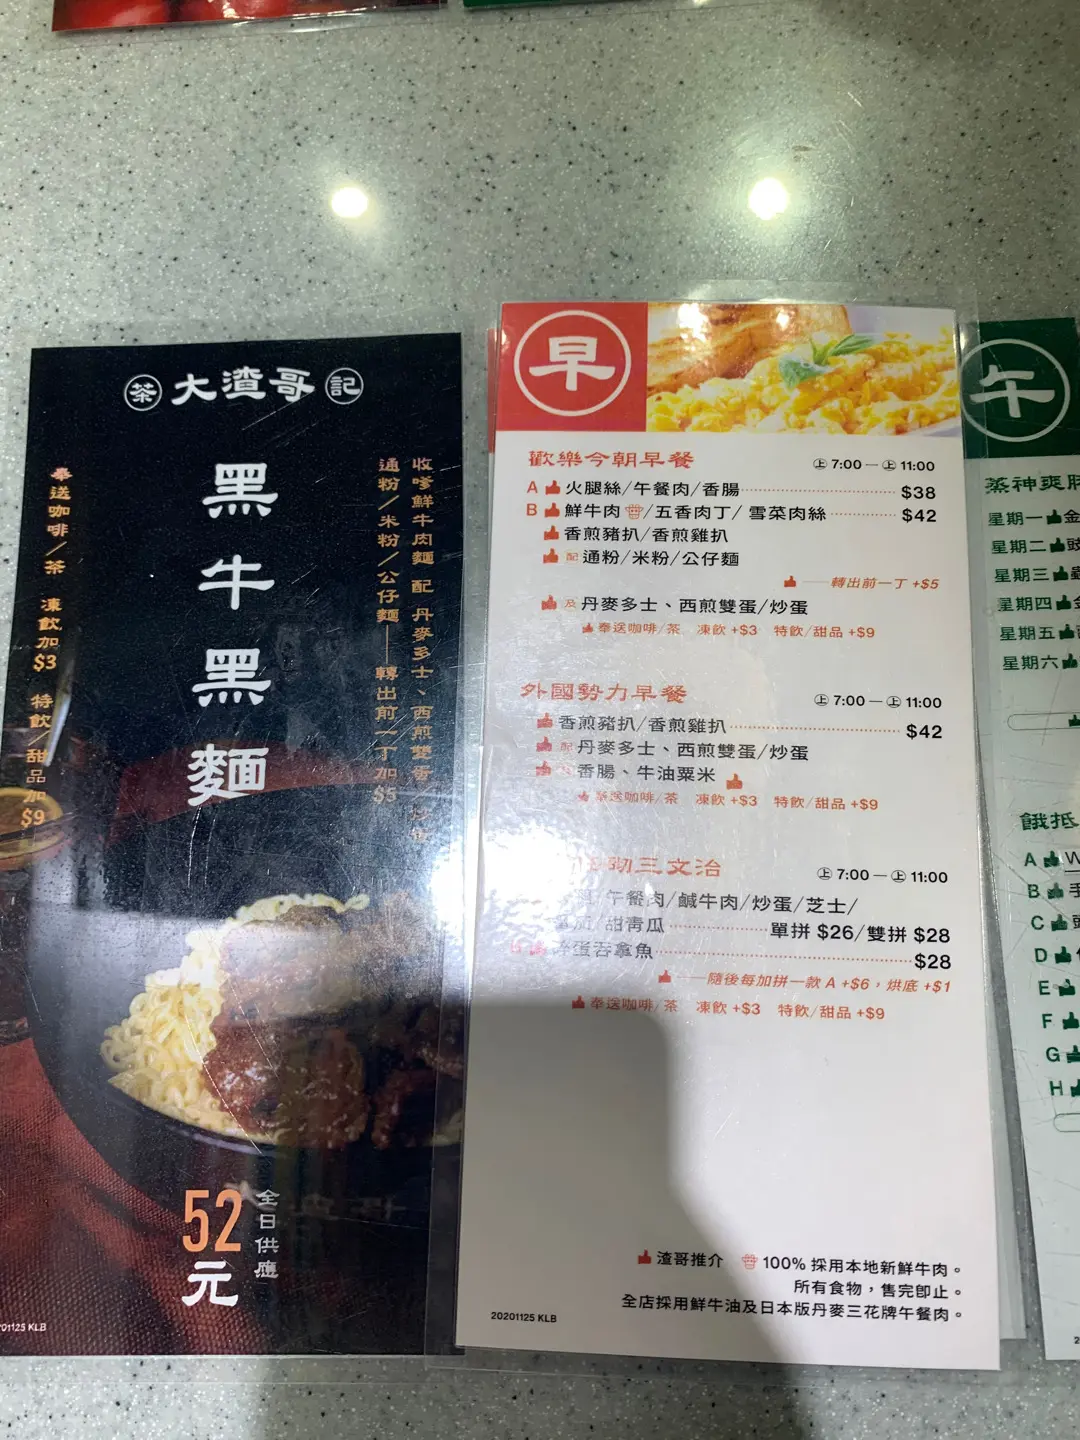 茶 大渣哥 記
黑牛黑麵
收嗲鮮牛肉麵 配 丹麥多士、西煎雙蛋/炒蛋
通粉/米粉/公仔麵——轉出前一丁加$5
奉送咖啡/茶 凍飲加$3 特飲/甜品加$9
52元
全日供應
早
歡樂今朝早餐 上 7:00 — 上 11:00
A 火腿絲/午餐肉/香腸 $38
B 鮮牛肉/五香肉丁/雪菜肉絲 $42
香煎豬扒/香煎雞扒
配 通粉/米粉/公仔麵
——轉出前一丁 +$5
及 丹麥多士、西煎雙蛋/炒蛋
奉送咖啡/茶 凍飲 +$3 特飲/甜品 +$9
外國勢力早餐 上 7:00 — 上 11:00
香煎豬扒/香煎雞扒 $42
配 丹麥多士、西煎雙蛋/炒蛋
及 香腸、牛油粟米
奉送咖啡/茶 凍飲 +$3 特飲/甜品 +$9
三文治 上 7:00 — 上 11:00
午餐肉/鹹牛肉/炒蛋/芝士/
/甜青瓜 單拼 $26/雙拼 $28
蛋吞拿魚 $28
——隨後每加拼一款 A +$6，烘底 +$1
奉送咖啡/茶 凍飲 +$3 特飲/甜品 +$9
渣哥推介 100% 採用本地新鮮牛肉。
所有食物，售完即止。
全店採用鮮牛油及日本版丹麥三花牌午餐肉。
20201125 KLB
01125 KLB
午
蒸神爽
星期一
星期二
星期三
星期四
星期五
星期六
餓抵
A W
B
C
D
E
F
G
H